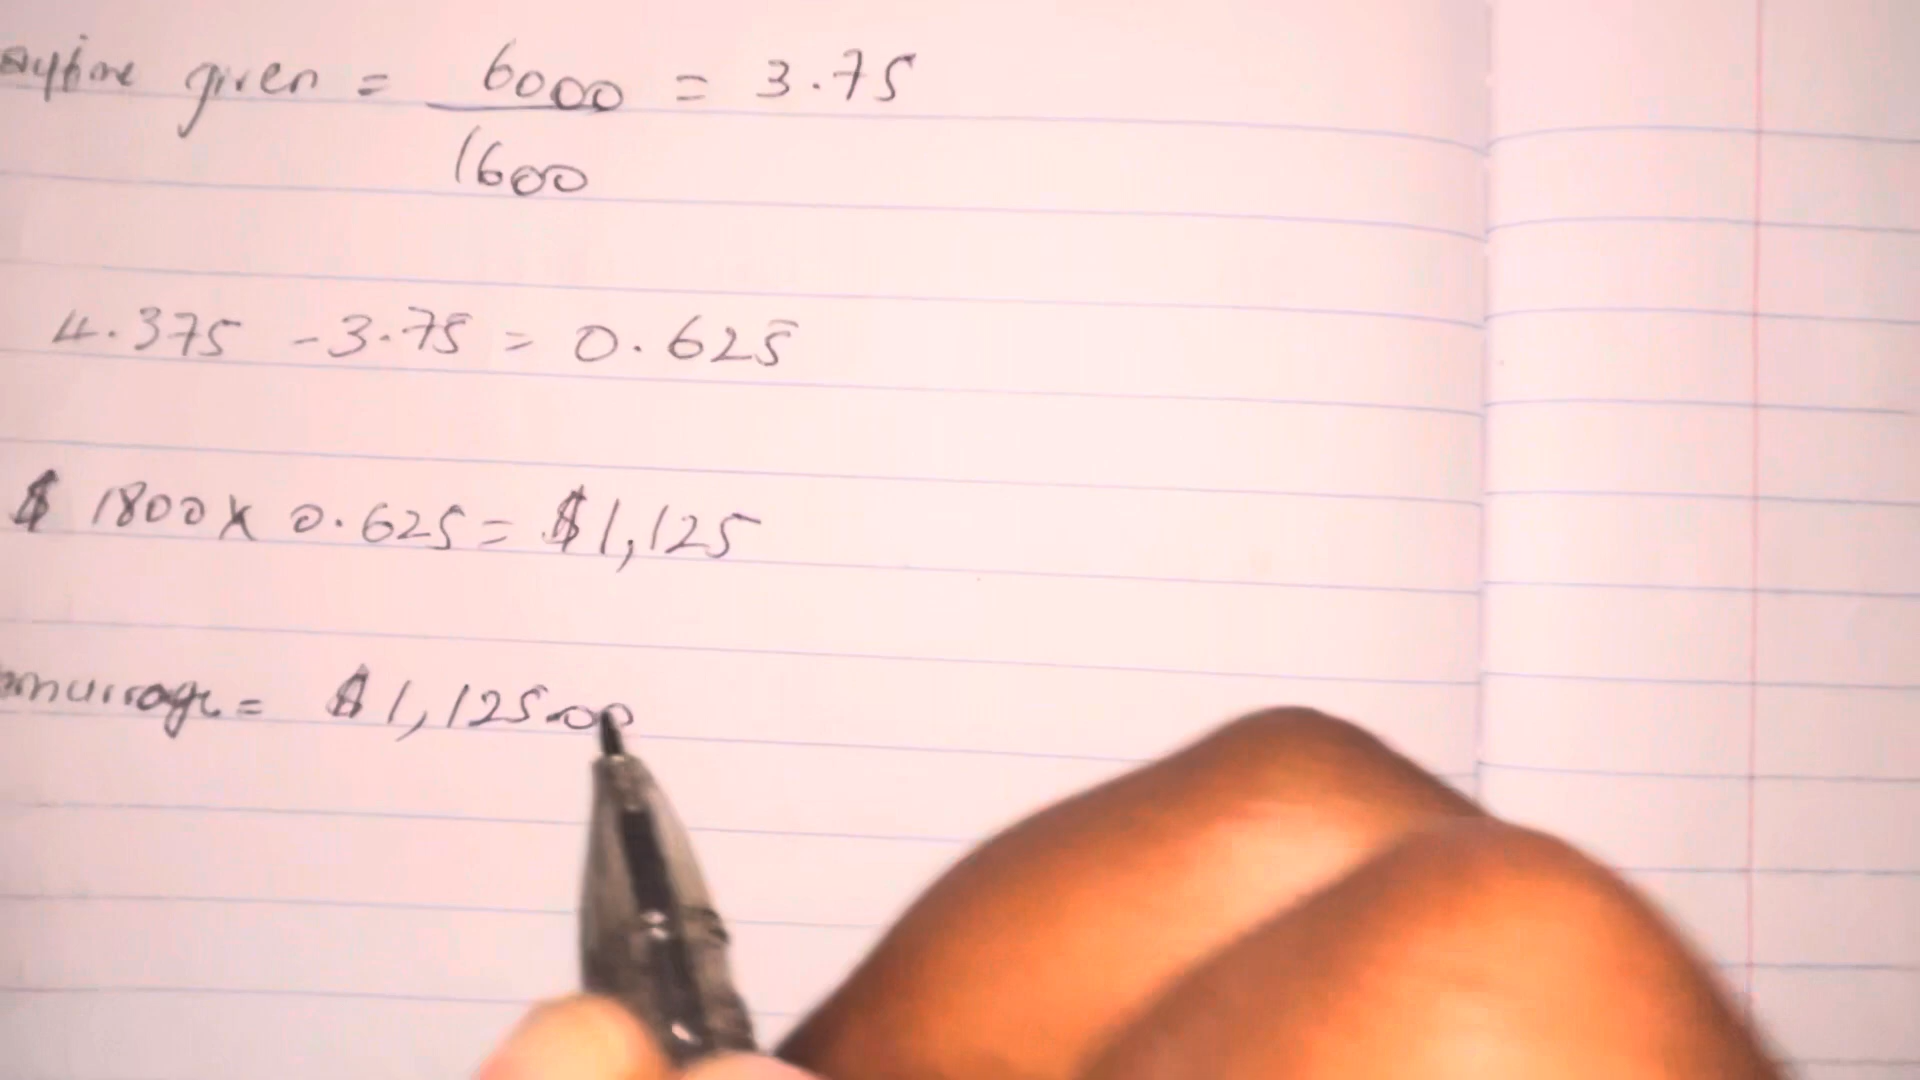 given = 6000 = 3.75
1600
4.375 - 3.75 = 0.625
$ 1800 x 0.625 = $1,125
= $1,125.00